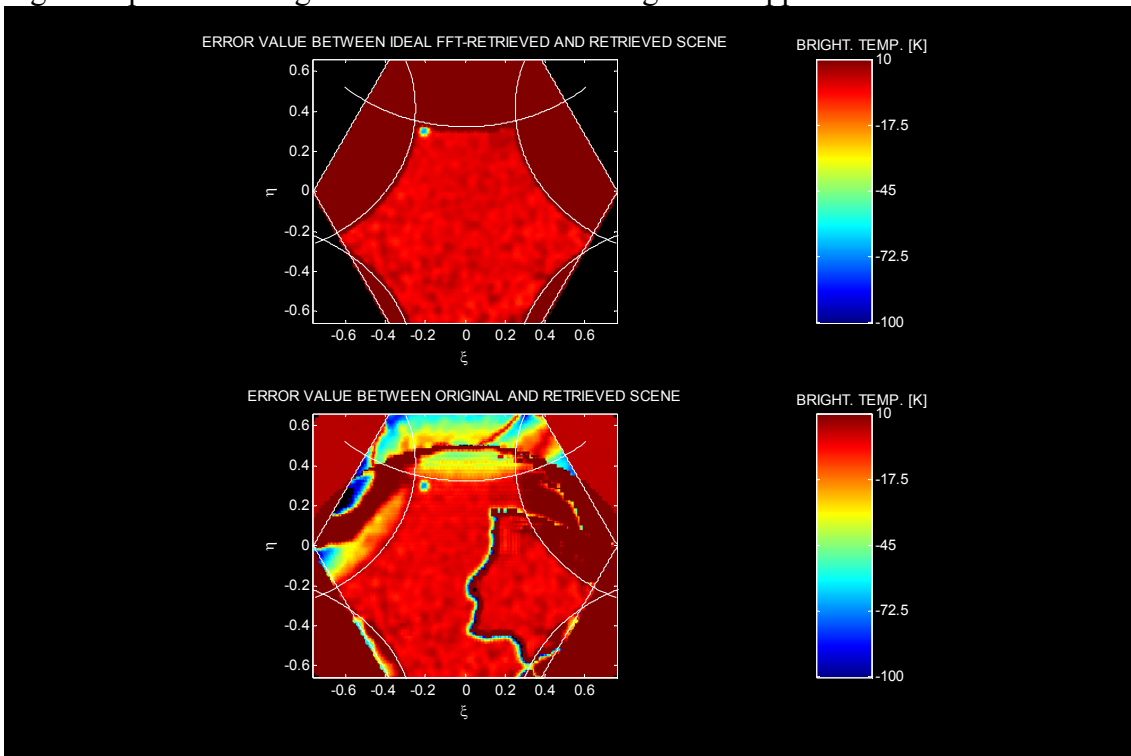 ERROR VALUE BETWEEN IDEAL FFT-RETRIEVED AND RETRIEVED SCENE
BRIGHT. TEMP. [K]
0.6
0.4
0.2
0
-0.2
-0.4
-0.6
η
-0.6 -0.4 -0.2 0 0.2 0.4 0.6
ξ
10
-17.5
-45
-72.5
-100
ERROR VALUE BETWEEN ORIGINAL AND RETRIEVED SCENE
BRIGHT. TEMP. [K]
0.6
0.4
0.2
0
-0.2
-0.4
-0.6
η
-0.6 -0.4 -0.2 0 0.2 0.4 0.6
ξ
10
-17.5
-45
-72.5
-100